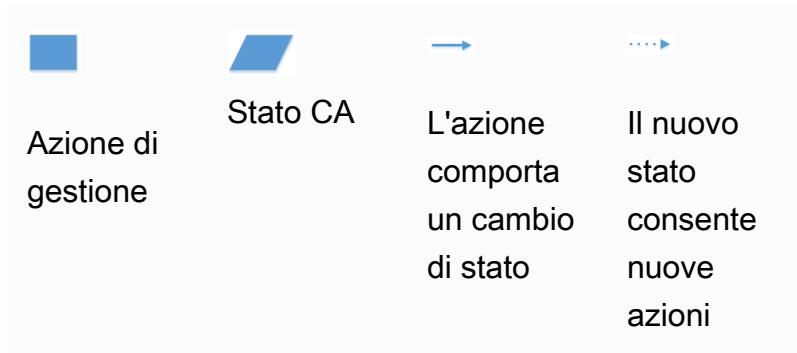 Azione di
gestione
Stato CA
L'azione
comporta
un cambio
di stato
Il nuovo
stato
consente
nuove
azioni